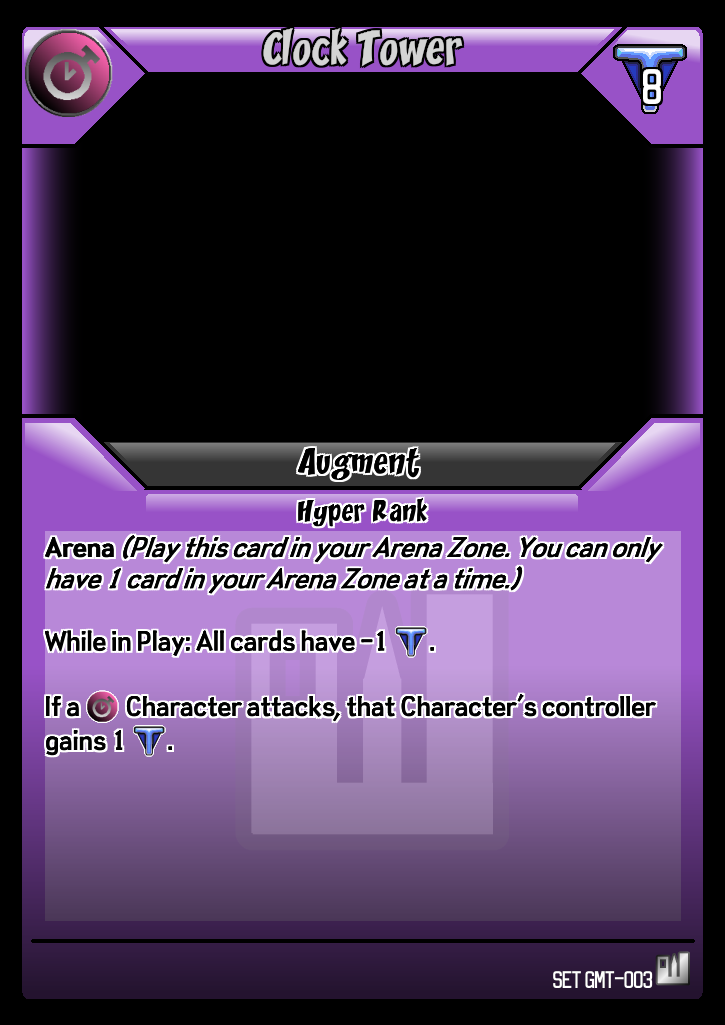 Clock Tower
8
Augment
Hyper Rank
Arena (Play this card in your Arena Zone. You can only
have 1 card in your Arena Zone at a time.)
While in Play: All cards have -1 T.
If a Character attacks, that Character's controller
gains 1 T.
SET GMT-003